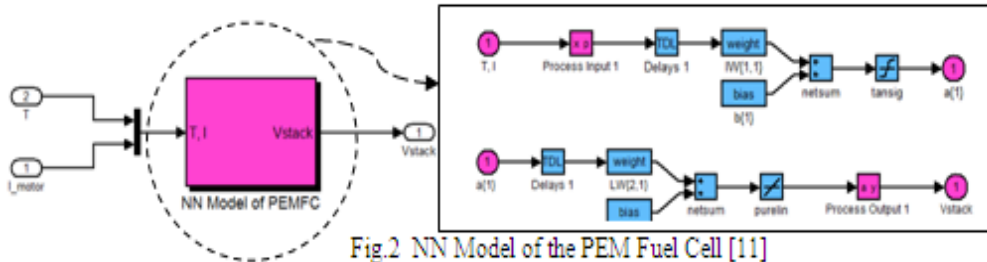 2
T
1
I_motor
T, I
Vstack
NN Model of PEMFC
1
Vstack
1
T, I
x p
Process Input 1
TDL
Delays 1
weight
IW{1,1}
bias
b{1}
netsum
tansig
1
a{1}
1
a{1}
TDL
Delays 1
weight
LW{2,1}
bias
netsum
purelin
a y
Process Output 1
1
Vstack
Fig.2 NN Model of the PEM Fuel Cell [11]